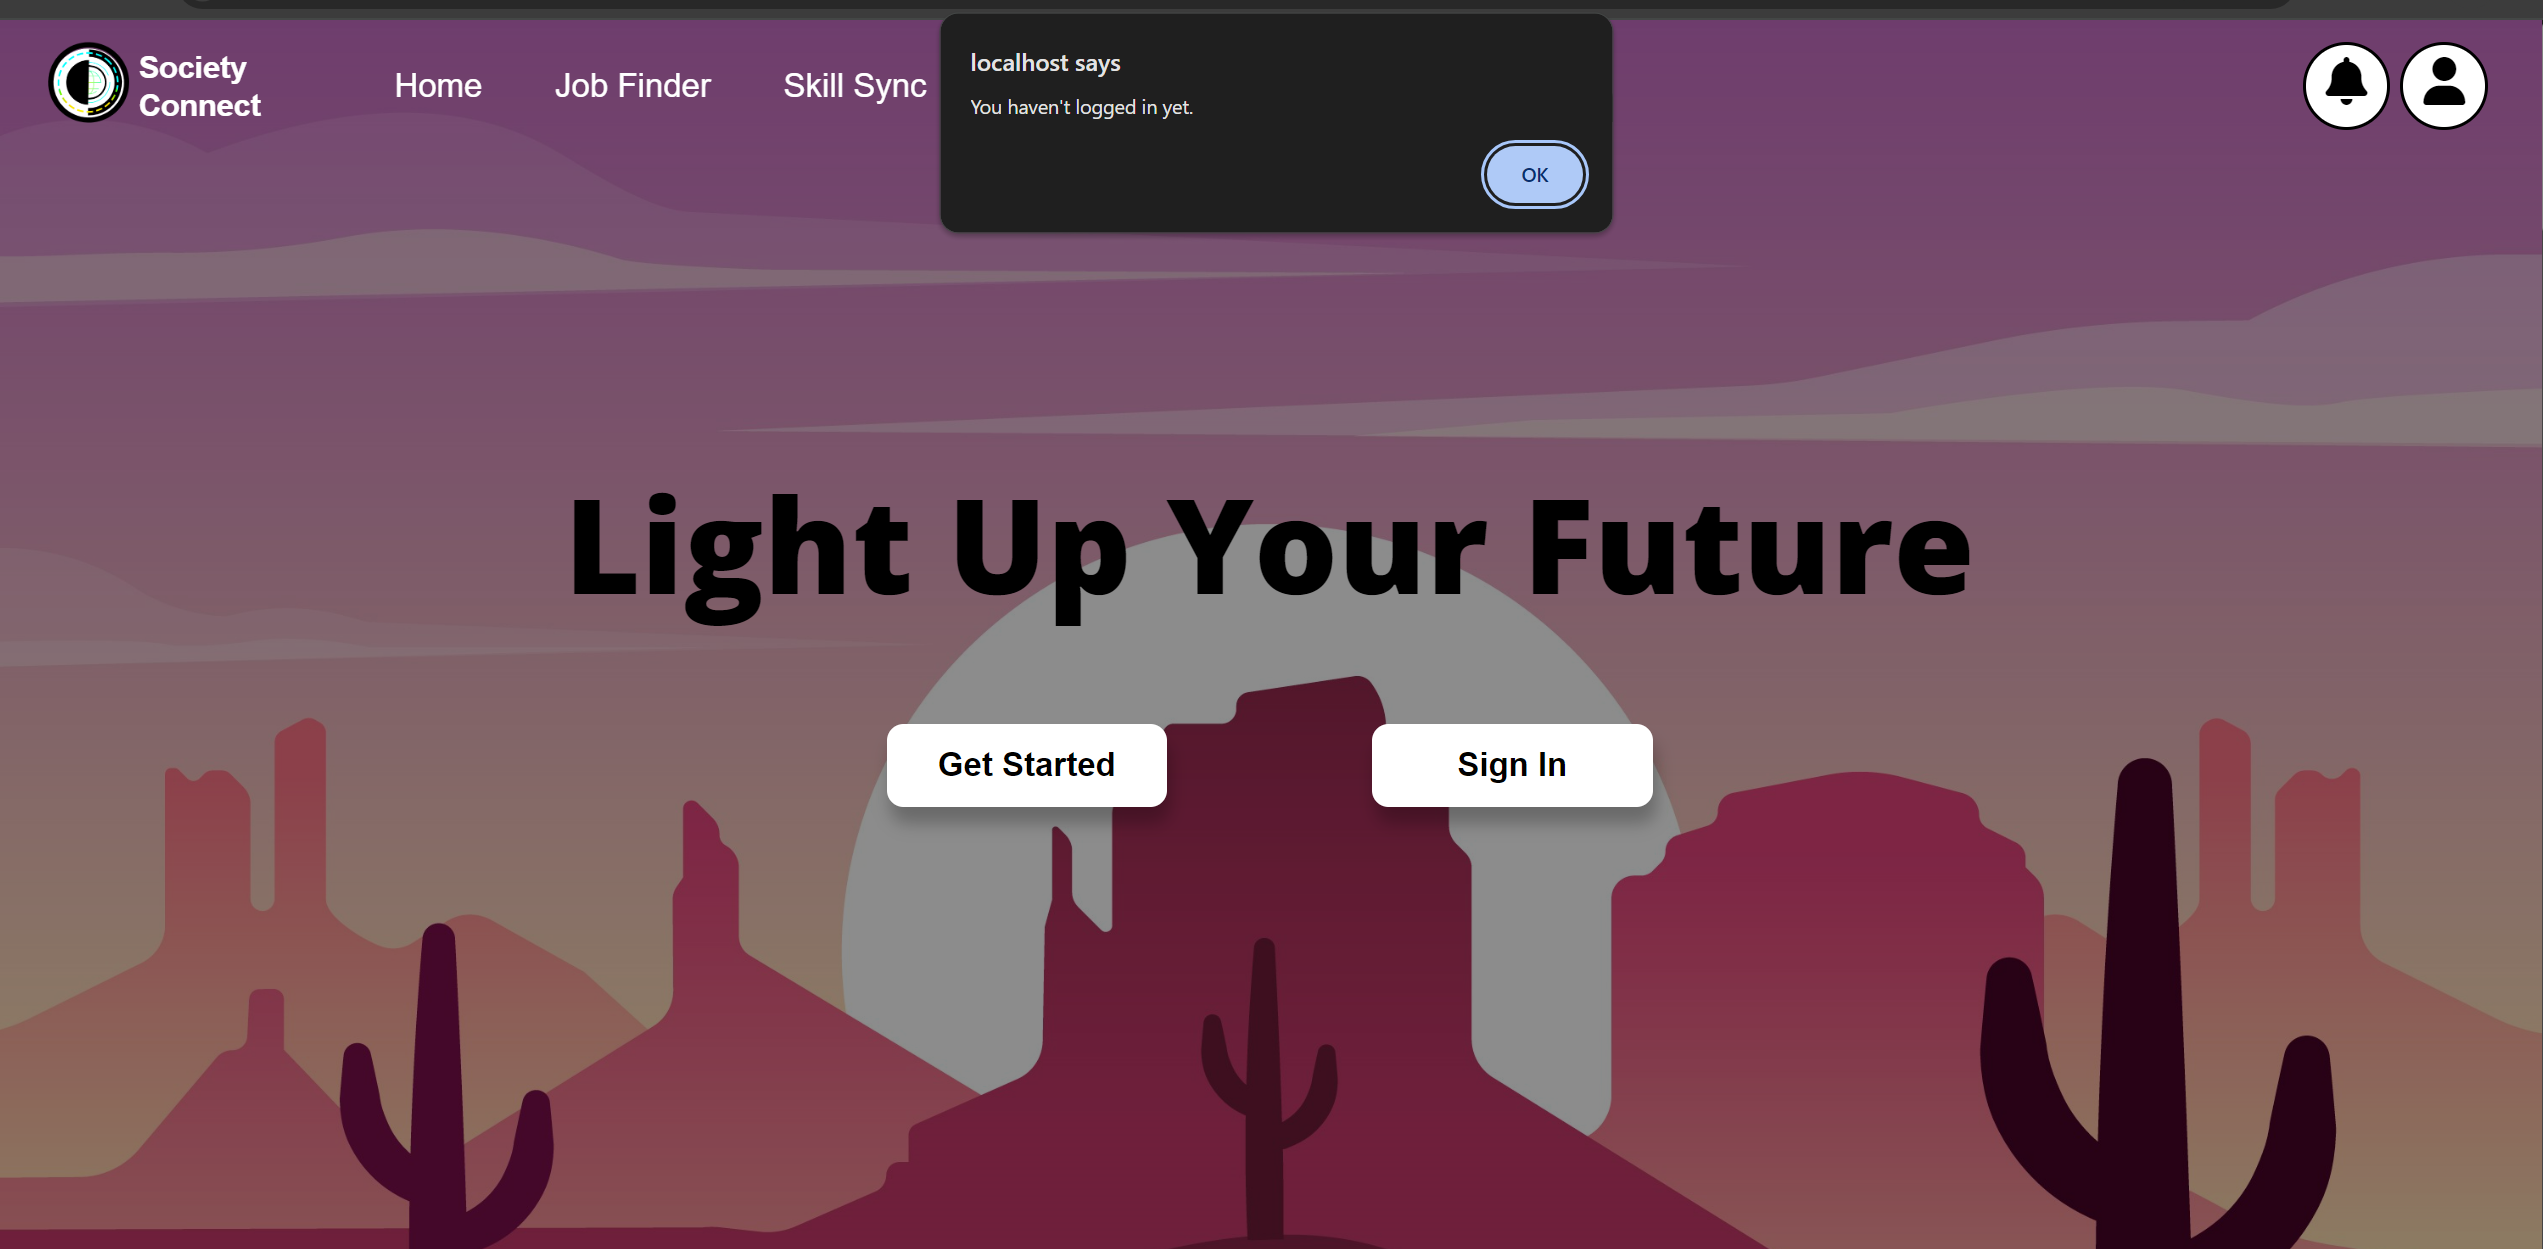 Society
Connect
Home
Job Finder
Skill Sync
localhost says
You haven't logged in yet.
OK
Light Up Your Future
Get Started
Sign In